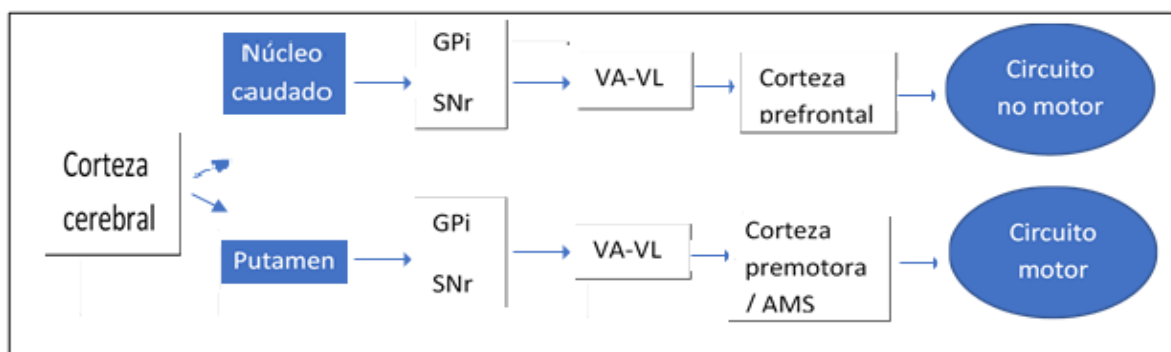 Corteza
cerebral
Núcleo
caudado
GPi
SNr
VA-VL
Corteza
prefrontal
Circuito
no motor
Putamen
GPi
SNr
VA-VL
Corteza
premotora
/ AMS
Circuito
motor